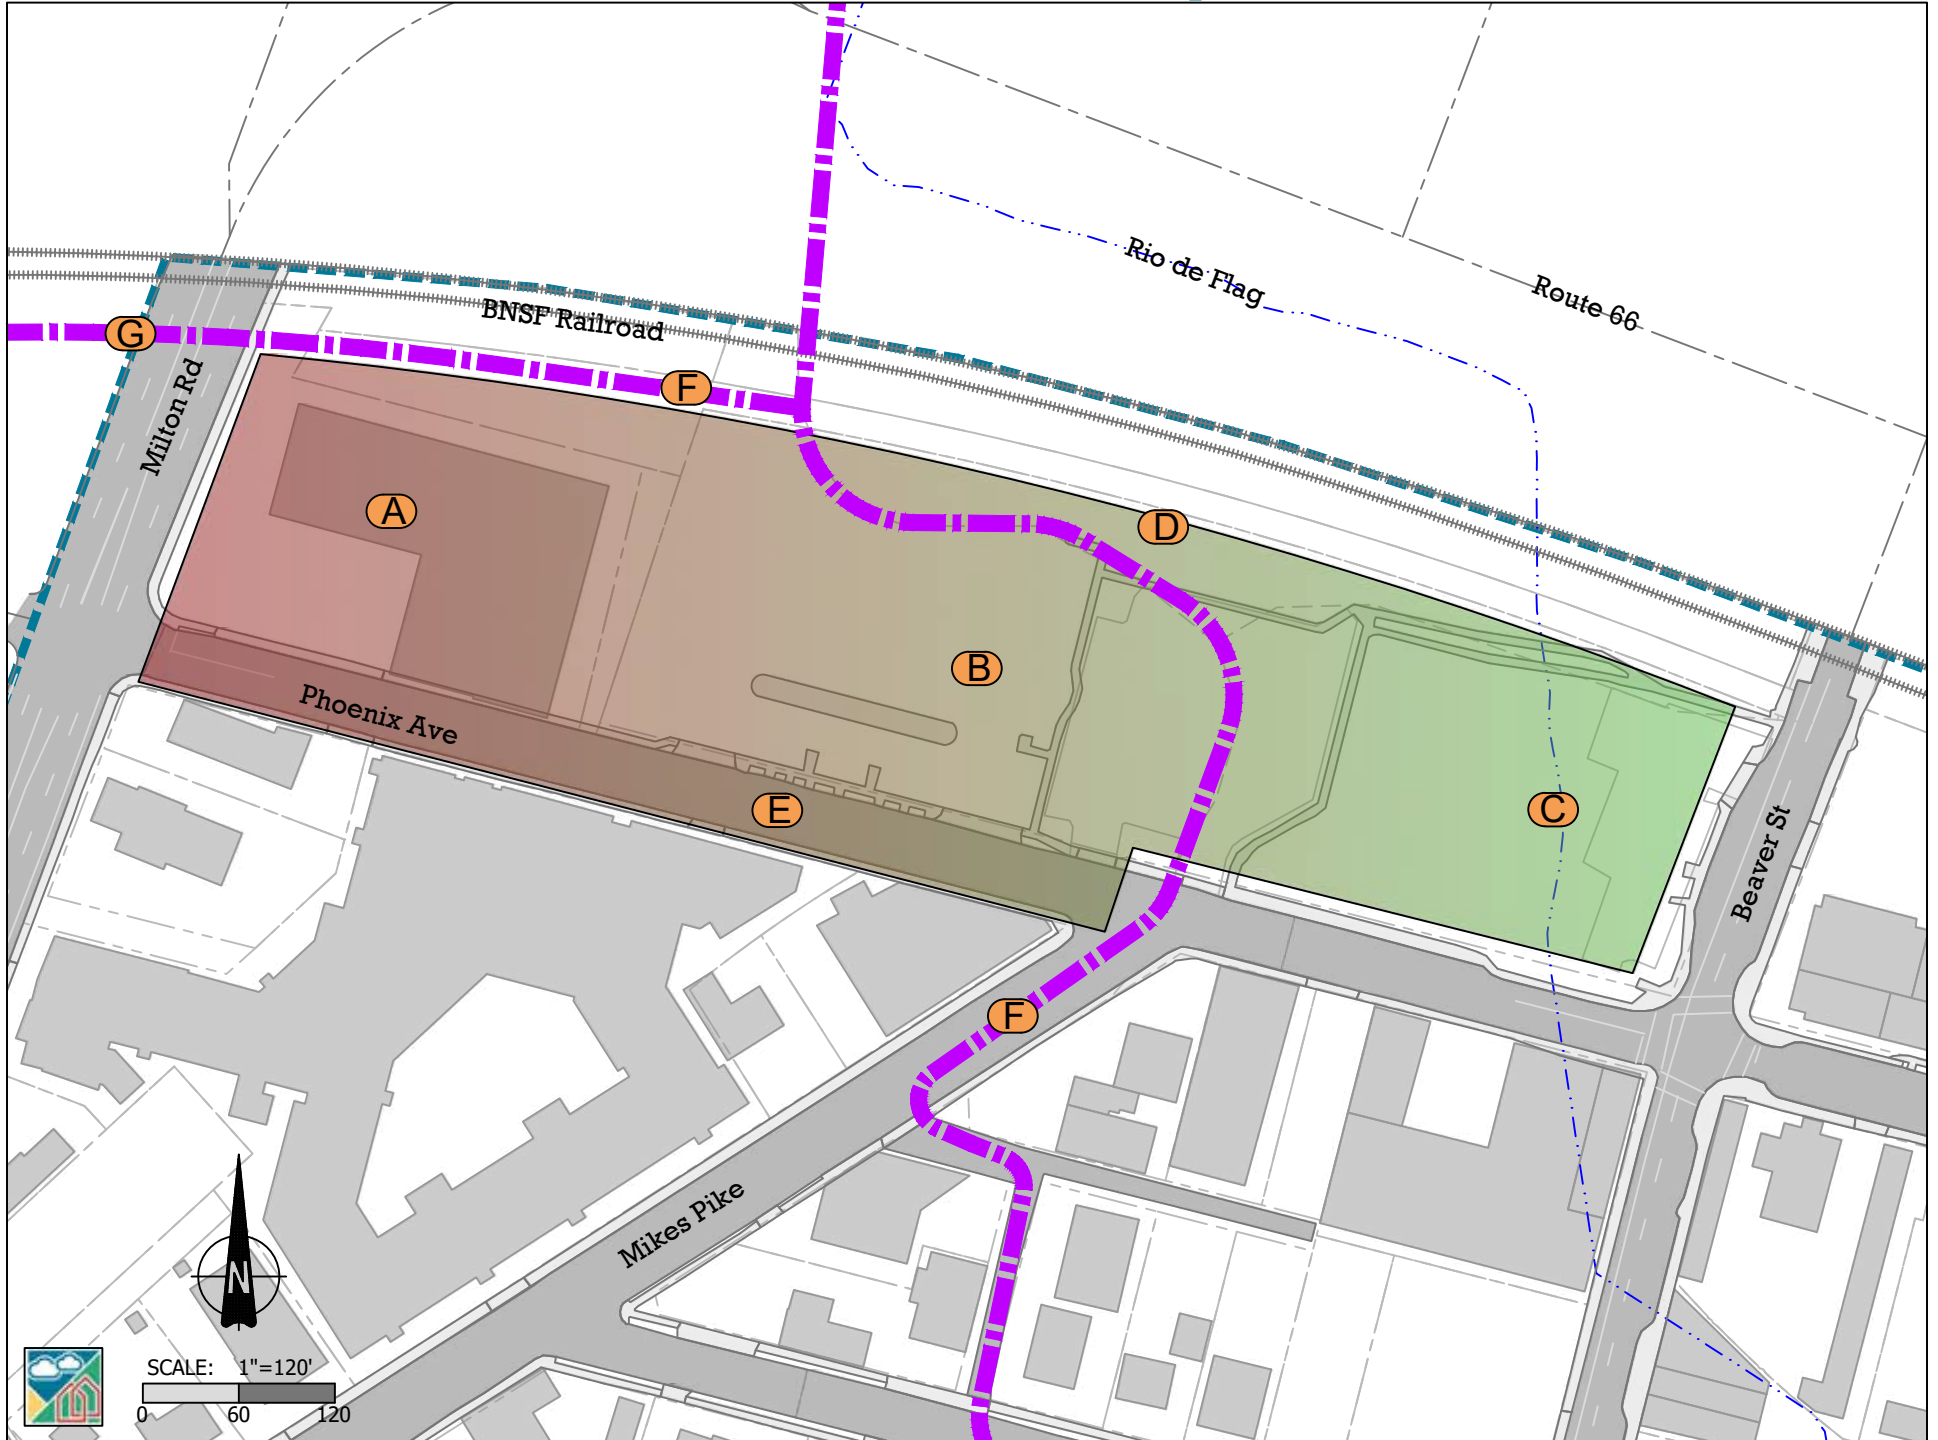 Rio de Flag
Route 66
BNSF Railroad
G
F
Milton Rd
A
D
B
Phoenix Ave
E
C
Beaver St
F
Mikes Pike
N
SCALE: 1"=120'
0 60 120